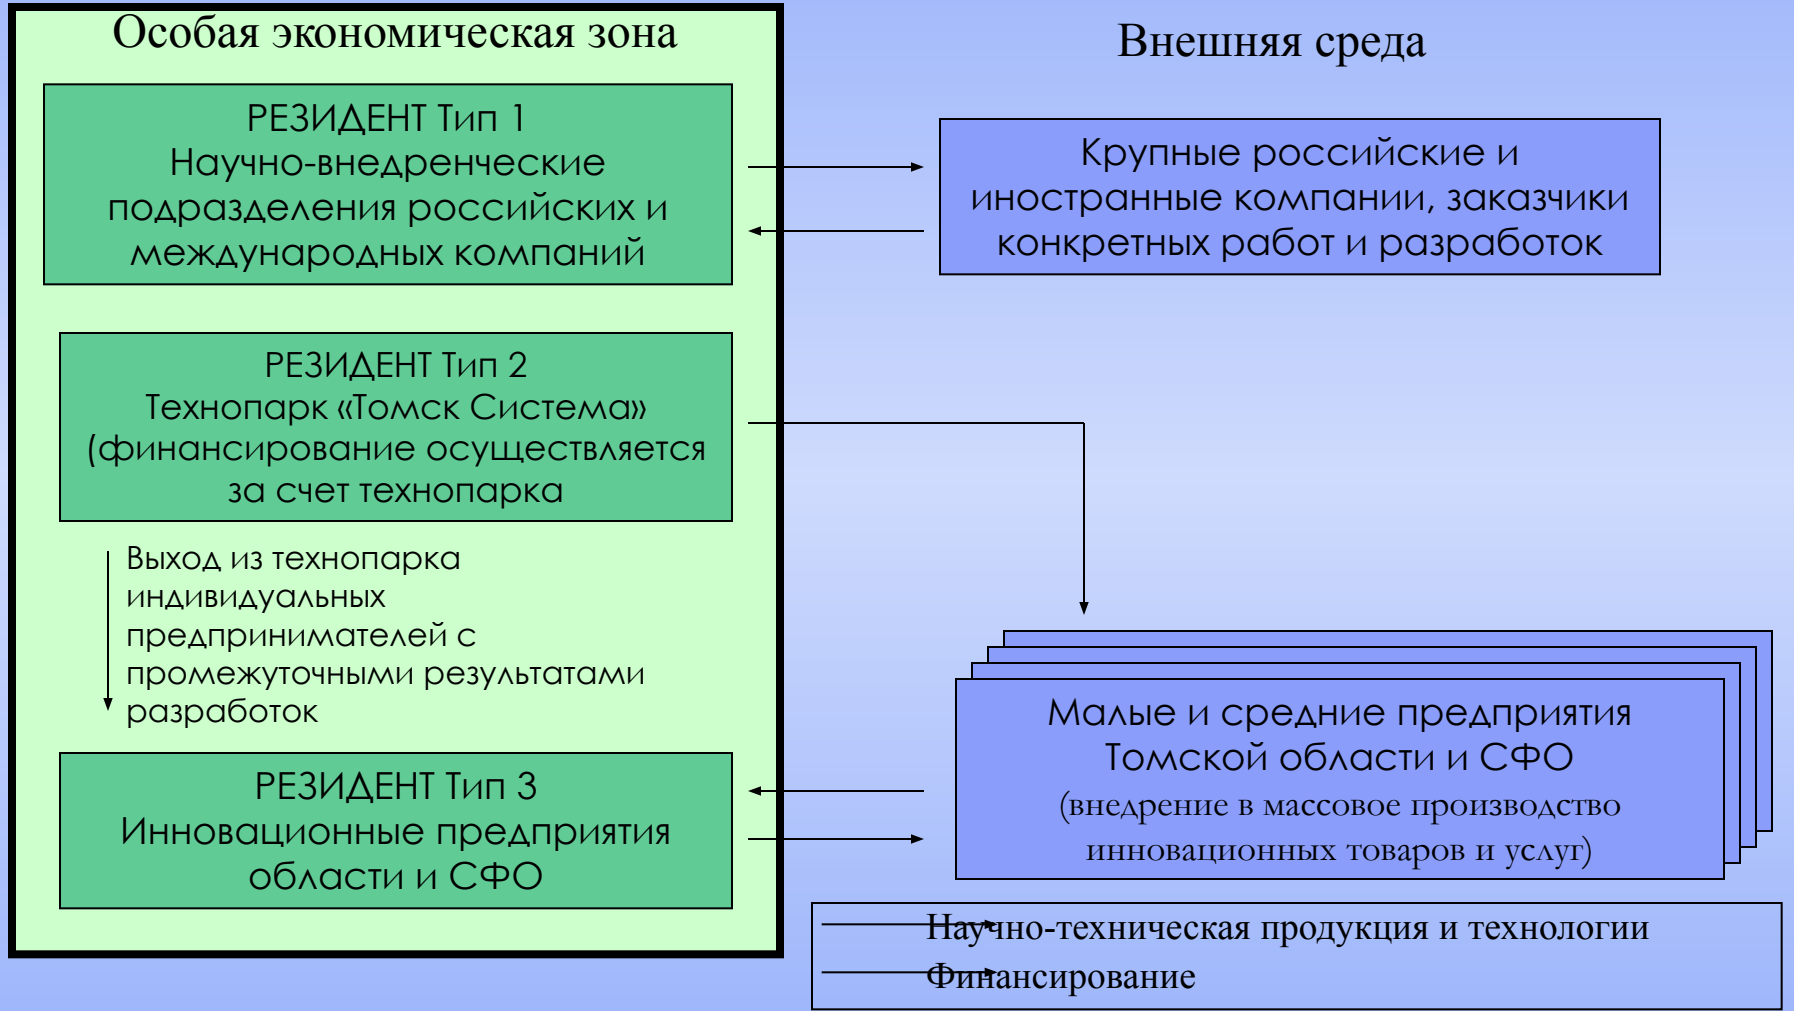 Особая экономическая зона
РЕЗИДЕНТ Тип 1
Научно-внедренческие
подразделения российских и
международных компаний
РЕЗИДЕНТ Тип 2
Технопарк «Томск Система»
(финансирование осуществляется
за счет технопарка
Выход из технопарка
индивидуальных
предпринимателей с
промежуточными результатами
разработок
РЕЗИДЕНТ Тип 3
Инновационные предприятия
области и СФО
Внешняя среда
Крупные российские и
иностранные компании, заказчики
конкретных работ и разработок
Малые и средние предприятия
Томской области и СФО
(внедрение в массовое производство
инновационных товаров и услуг)
Научно-техническая продукция и технологии
Финансирование